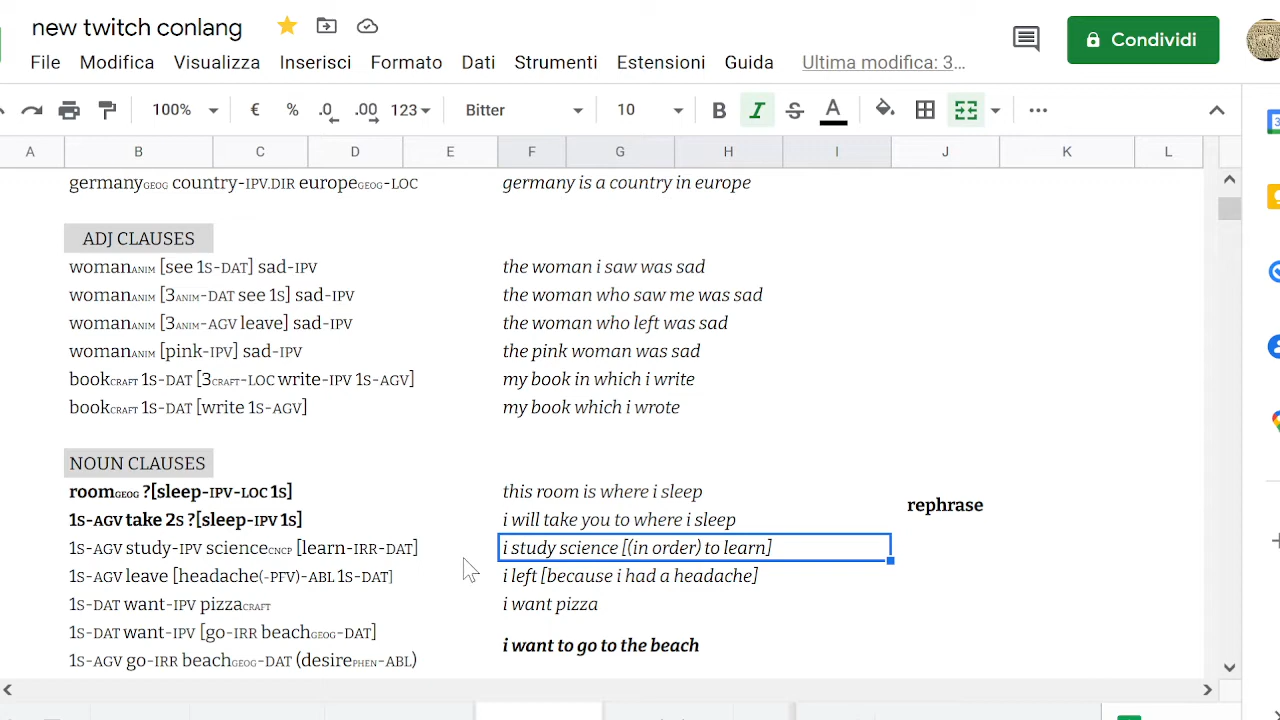 new twitch conlang
Condividi
File Modifica Visualizza Inserisci Formato Dati Strumenti Estensioni Guida Ultima modifica: 3…
100% € % .0 .00 123 Bitter 10 B I S A
A B C D E F G H I J K L
germanyGEOG country-IPV.DIR europeGEOG-LOC germany is a country in europe
ADJ CLAUSES
womanANIM [see 1S-DAT] sad-IPV the woman i saw was sad
womanANIM [3ANIM-DAT see 1S] sad-IPV the woman who saw me was sad
womanANIM [3ANIM-AGV leave] sad-IPV the woman who left was sad
womanANIM [pink-IPV] sad-IPV the pink woman was sad
bookCRAFT 1S-DAT [3CRAFT-LOC write-IPV 1S-AGV] my book in which i write
bookCRAFT 1S-DAT [write 1S-AGV] my book which i wrote
NOUN CLAUSES
roomGEOG ?[sleep-IPV-LOC 1S] this room is where i sleep
rephrase
1S-AGV take 2S ?[sleep-IPV 1S] i will take you to where i sleep
1S-AGV study-IPV scienceCNCP [learn-IRR-DAT] i study science [(in order) to learn]
1S-AGV leave [headache(-PFV)-ABL 1S-DAT] i left [because i had a headache]
1S-DAT want-IPV pizzaCRAFT i want pizza
1S-DAT want-IPV [go-IRR beachGEOG-DAT]
i want to go to the beach
1S-AGV go-IRR beachGEOG-DAT (desirePHEN-ABL)